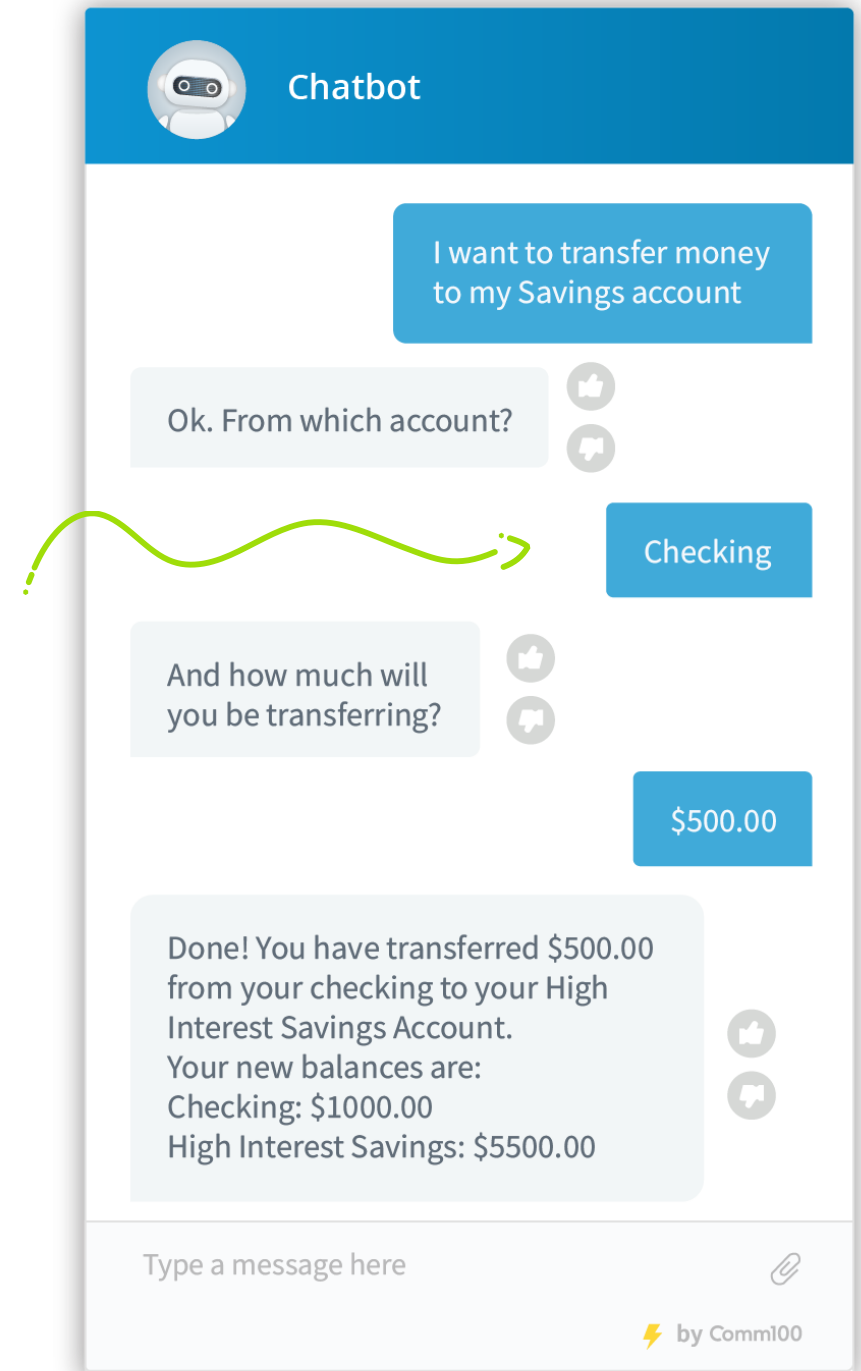 Chatbot
I want to transfer money
to my Savings account
Ok. From which account?
Checking
And how much will
you be transferring?
$500.00
Done! You have transferred $500.00
from your checking to your High
Interest Savings Account.
Your new balances are:
Checking: $1000.00
High Interest Savings: $5500.00
Type a message here
by Comm100